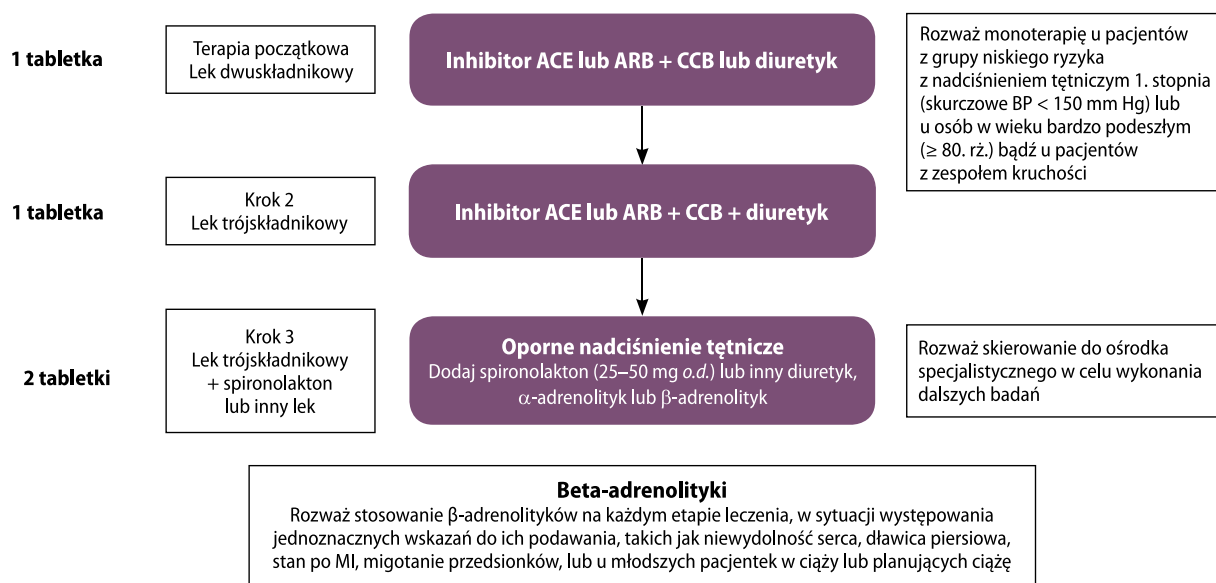 1 tabletka
Terapia początkowa
Lek dwuskładnikowy
Inhibitor ACE lub ARB + CCB lub diuretyk
Rozważ monoterapię u pacjentów
z grupy niskiego ryzyka
z nadciśnieniem tętniczym 1. stopnia
(skurczowe BP < 150 mm Hg) lub
u osób w wieku bardzo podeszłym
(≥ 80. rż.) bądź u pacjentów
z zespołem kruchości
1 tabletka
Krok 2
Lek trójskładnikowy
Inhibitor ACE lub ARB + CCB + diuretyk
2 tabletki
Krok 3
Lek trójskładnikowy
+ spironolakton
lub inny lek
Oporne nadciśnienie tętnicze
Dodaj spironolakton (25–50 mg o.d.) lub inny diuretyk,
α-adrenolityk lub β-adrenolityk
Rozważ skierowanie do ośrodka
specjalistycznego w celu wykonania
dalszych badań
Beta-adrenolityki
Rozważ stosowanie β-adrenolityków na każdym etapie leczenia, w sytuacji występowania
jednoznacznych wskazań do ich podawania, takich jak niewydolność serca, dławica piersiowa,
stan po MI, migotanie przedsionków, lub u młodszych pacjentek w ciąży lub planujących ciążę